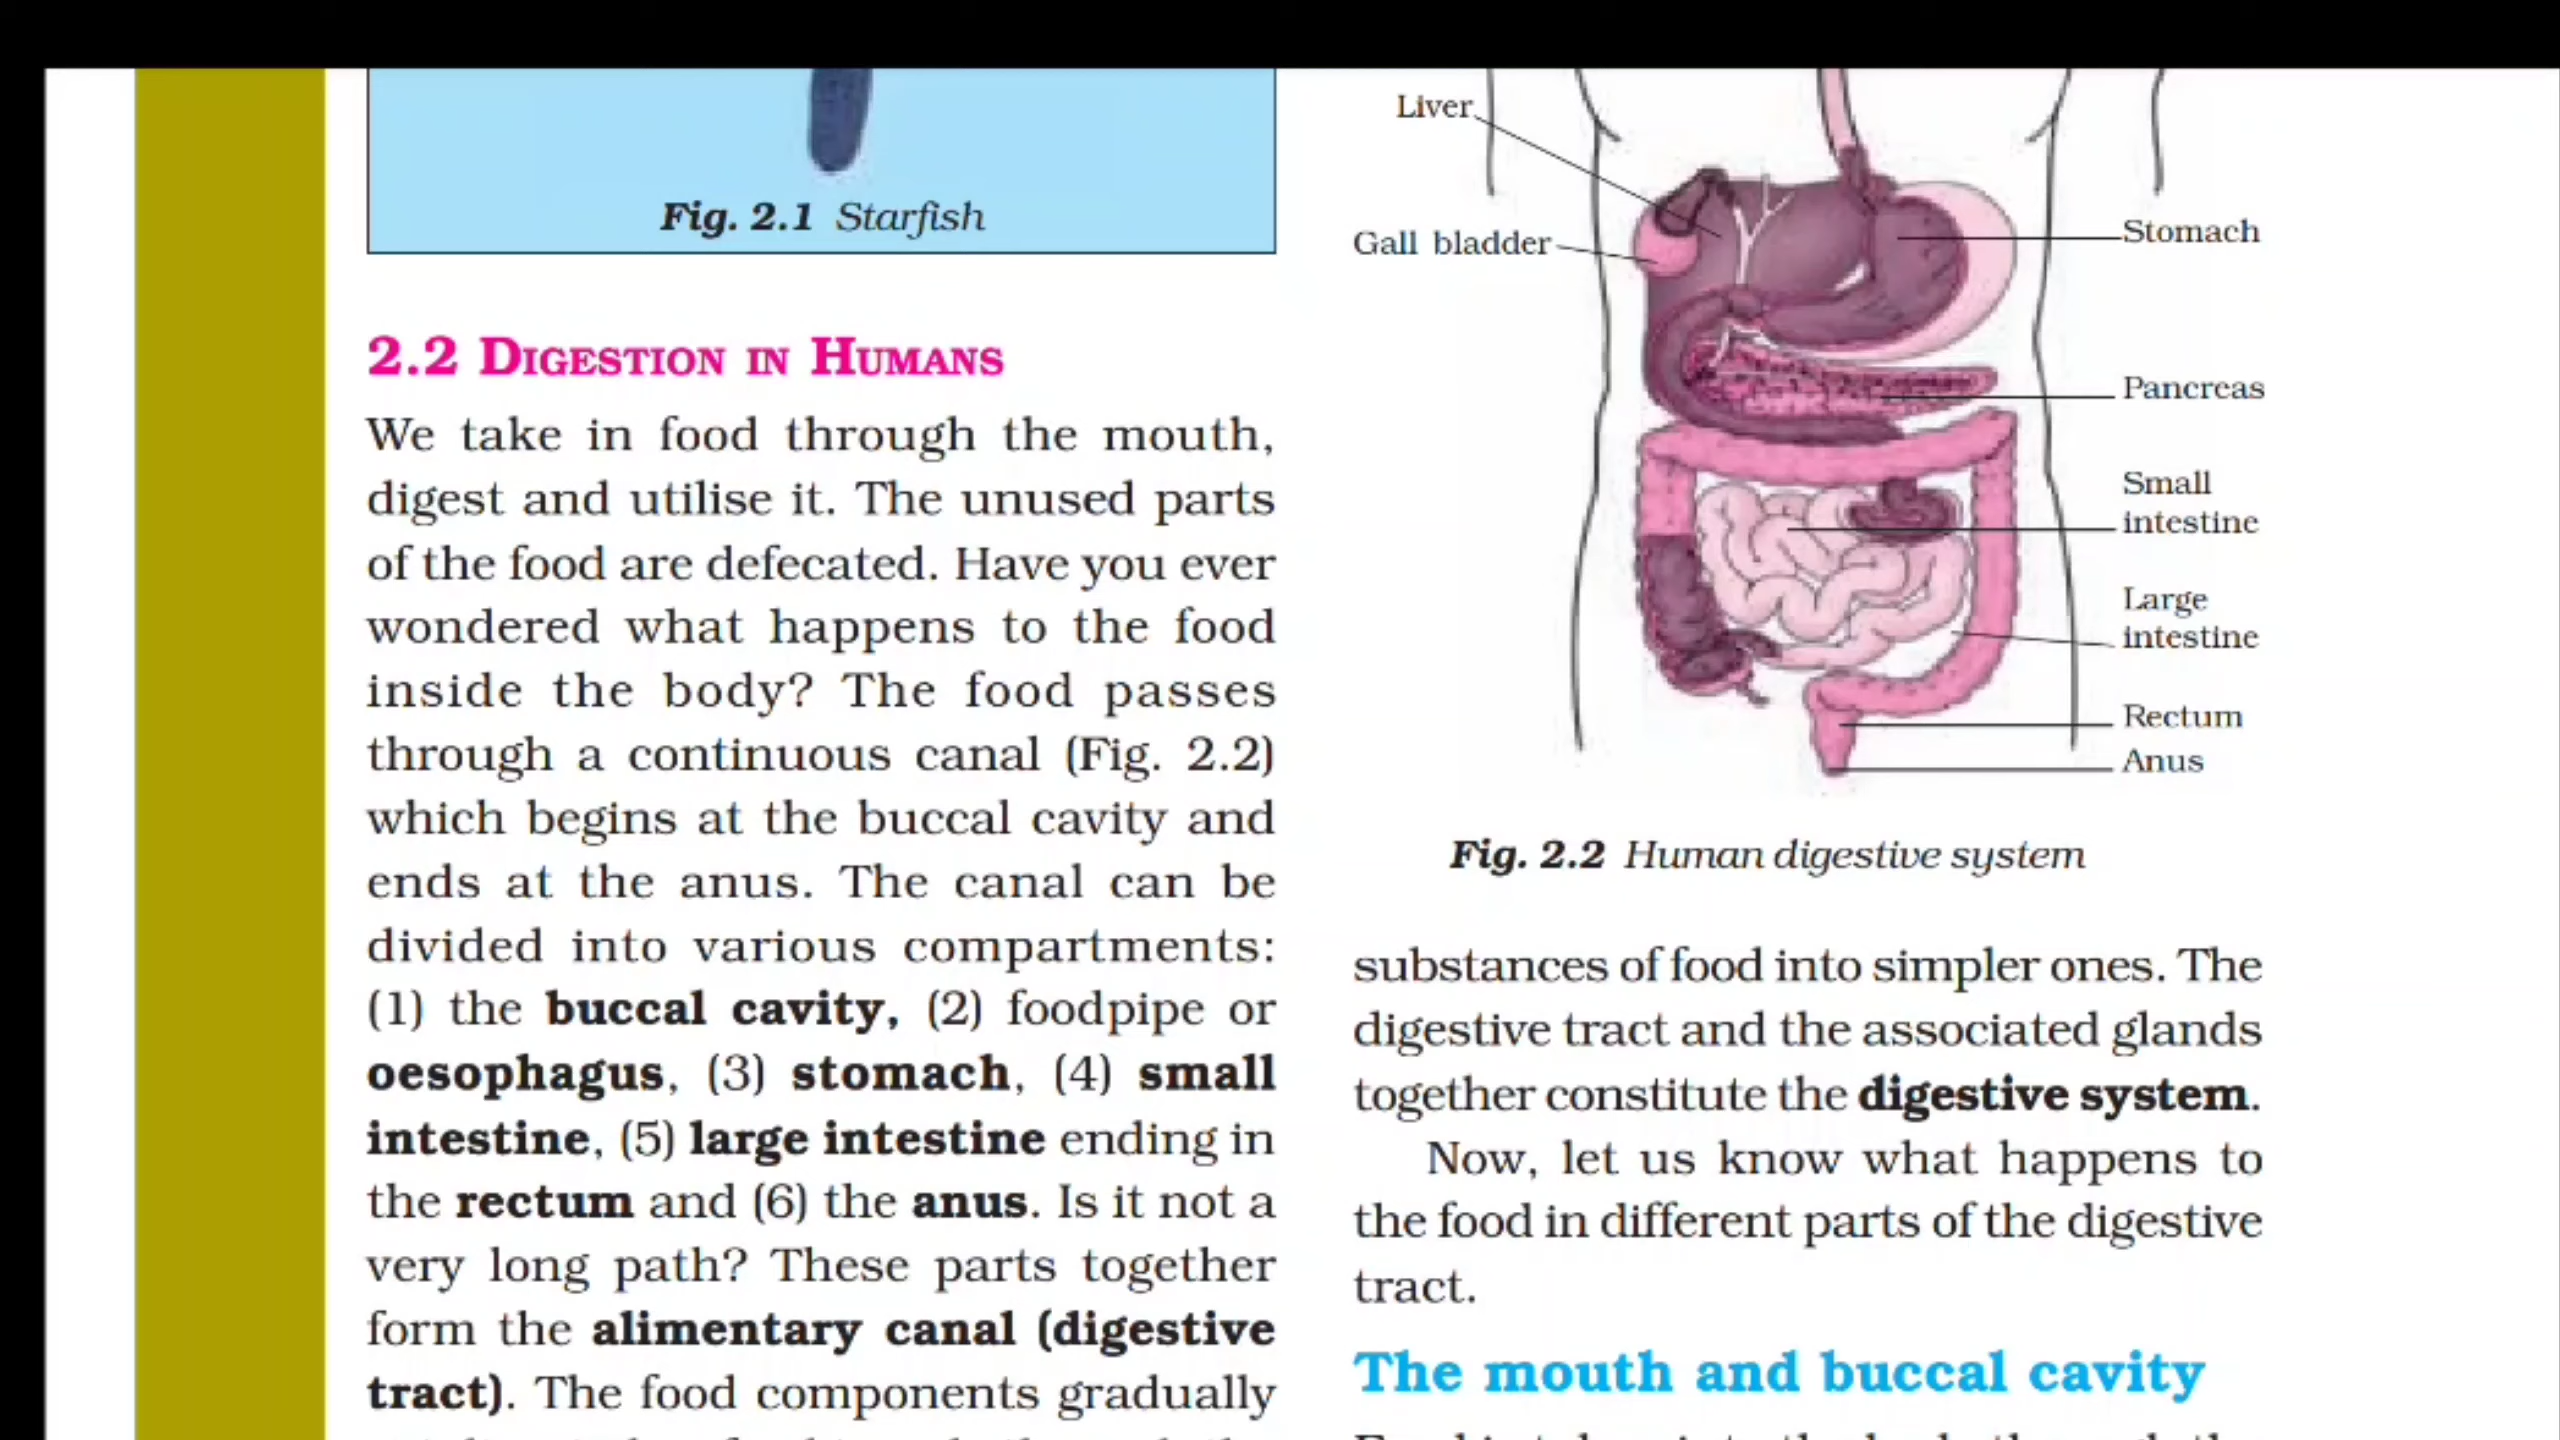 Fig. 2.1 Starfish
2.2 DIGESTION IN HUMANS
We take in food through the mouth,
digest and utilise it. The unused parts
of the food are defecated. Have you ever
wondered what happens to the food
inside the body? The food passes
through a continuous canal (Fig. 2.2)
which begins at the buccal cavity and
ends at the anus. The canal can be
divided into various compartments:
(1) the buccal cavity, (2) foodpipe or
oesophagus, (3) stomach, (4) small
intestine, (5) large intestine ending in
the rectum and (6) the anus. Is it not a
very long path? These parts together
form the alimentary canal (digestive
tract). The food components gradually
Liver
Gall bladder
Stomach
Pancreas
Small
intestine
Large
intestine
Rectum
Anus
Fig. 2.2 Human digestive system
substances of food into simpler ones. The
digestive tract and the associated glands
together constitute the digestive system.
Now, let us know what happens to
the food in different parts of the digestive
tract.
The mouth and buccal cavity